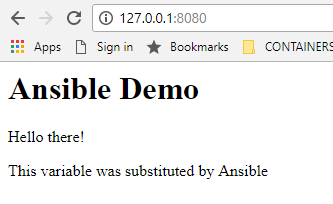 127.0.0.1:8080
Apps Sign in Bookmarks CONTAINERS
Ansible Demo
Hello there!
This variable was substituted by Ansible